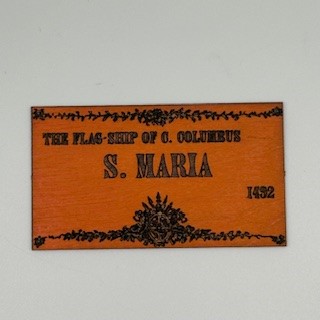 THE FLAG-SHIP OF C. COLUMBUS
S. MARIA
1492